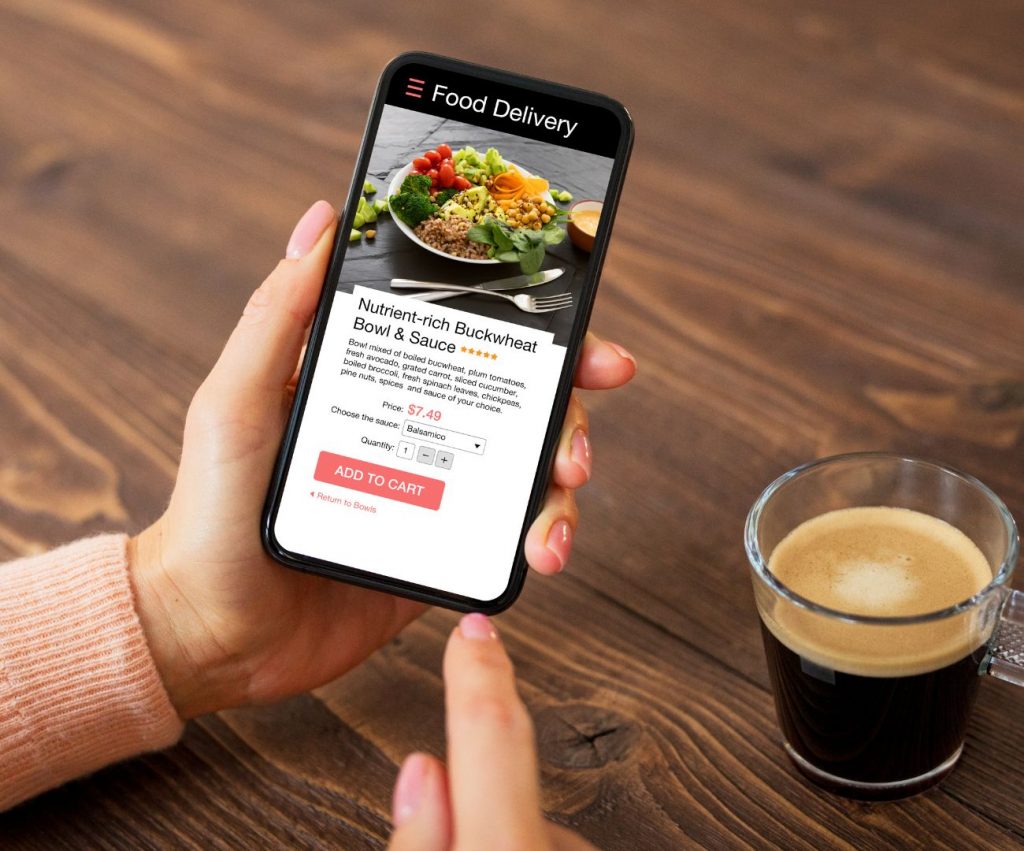 Food Delivery
Nutrient-rich Buckwheat
Bowl & Sauce
Bowl mixed of boiled bucwheat, plum tomatoes,
fresh avocado, grated carrot, sliced cucumber,
boiled broccoli, fresh spinach leaves, chickpeas,
pine nuts, spices and sauce of your choice.
Price: $7.49
Choose the sauce: Balsamico
Quantity: 1 − +
ADD TO CART
Return to Bowls